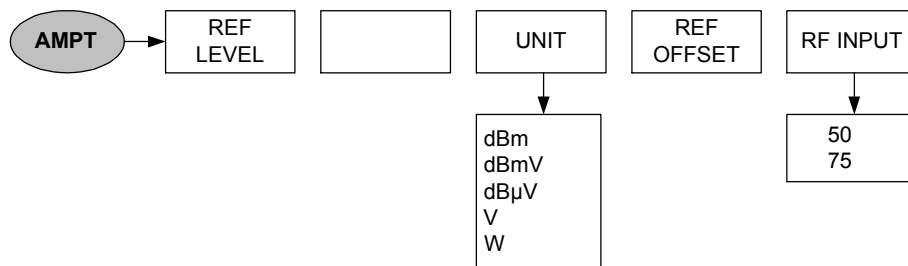 AMPT
REF
LEVEL
UNIT
REF
OFFSET
RF INPUT
dBm
dBmV
dBµV
V
W
50
75